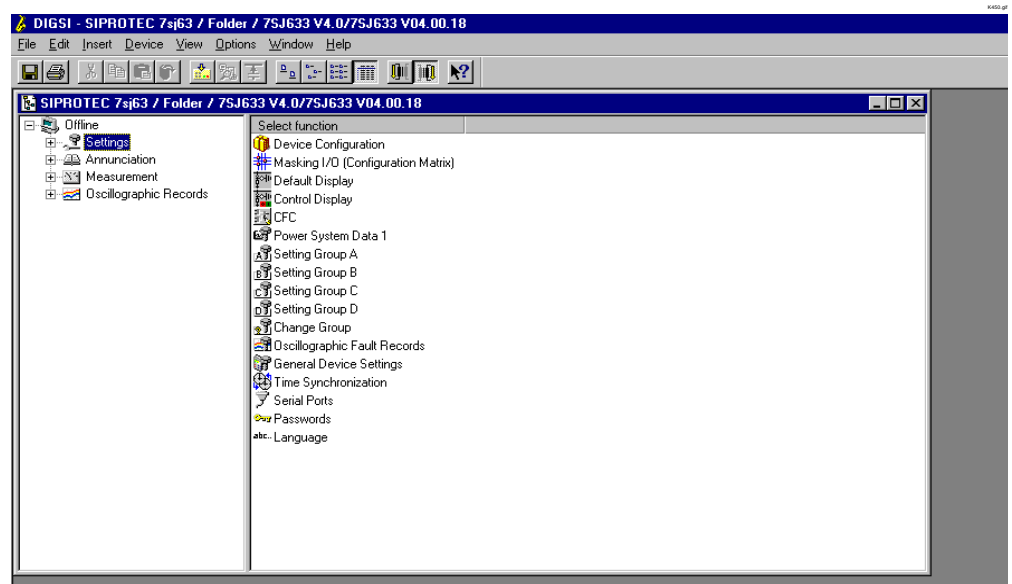 K450.gif
DIGSI - SIPROTEC 7sj63 / Folder / 7SJ633 V4.0/7SJ633 V04.00.18
File Edit Insert Device View Options Window Help
SIPROTEC 7sj63 / Folder / 7SJ633 V4.0/7SJ633 V04.00.18
Offline
Settings
Annunciation
Measurement
Oscillographic Records
Select function
Device Configuration
Masking I/O (Configuration Matrix)
Default Display
Control Display
CFC
Power System Data 1
Setting Group A
Setting Group B
Setting Group C
Setting Group D
Change Group
Oscillographic Fault Records
General Device Settings
Time Synchronization
Serial Ports
Passwords
abc.. Language